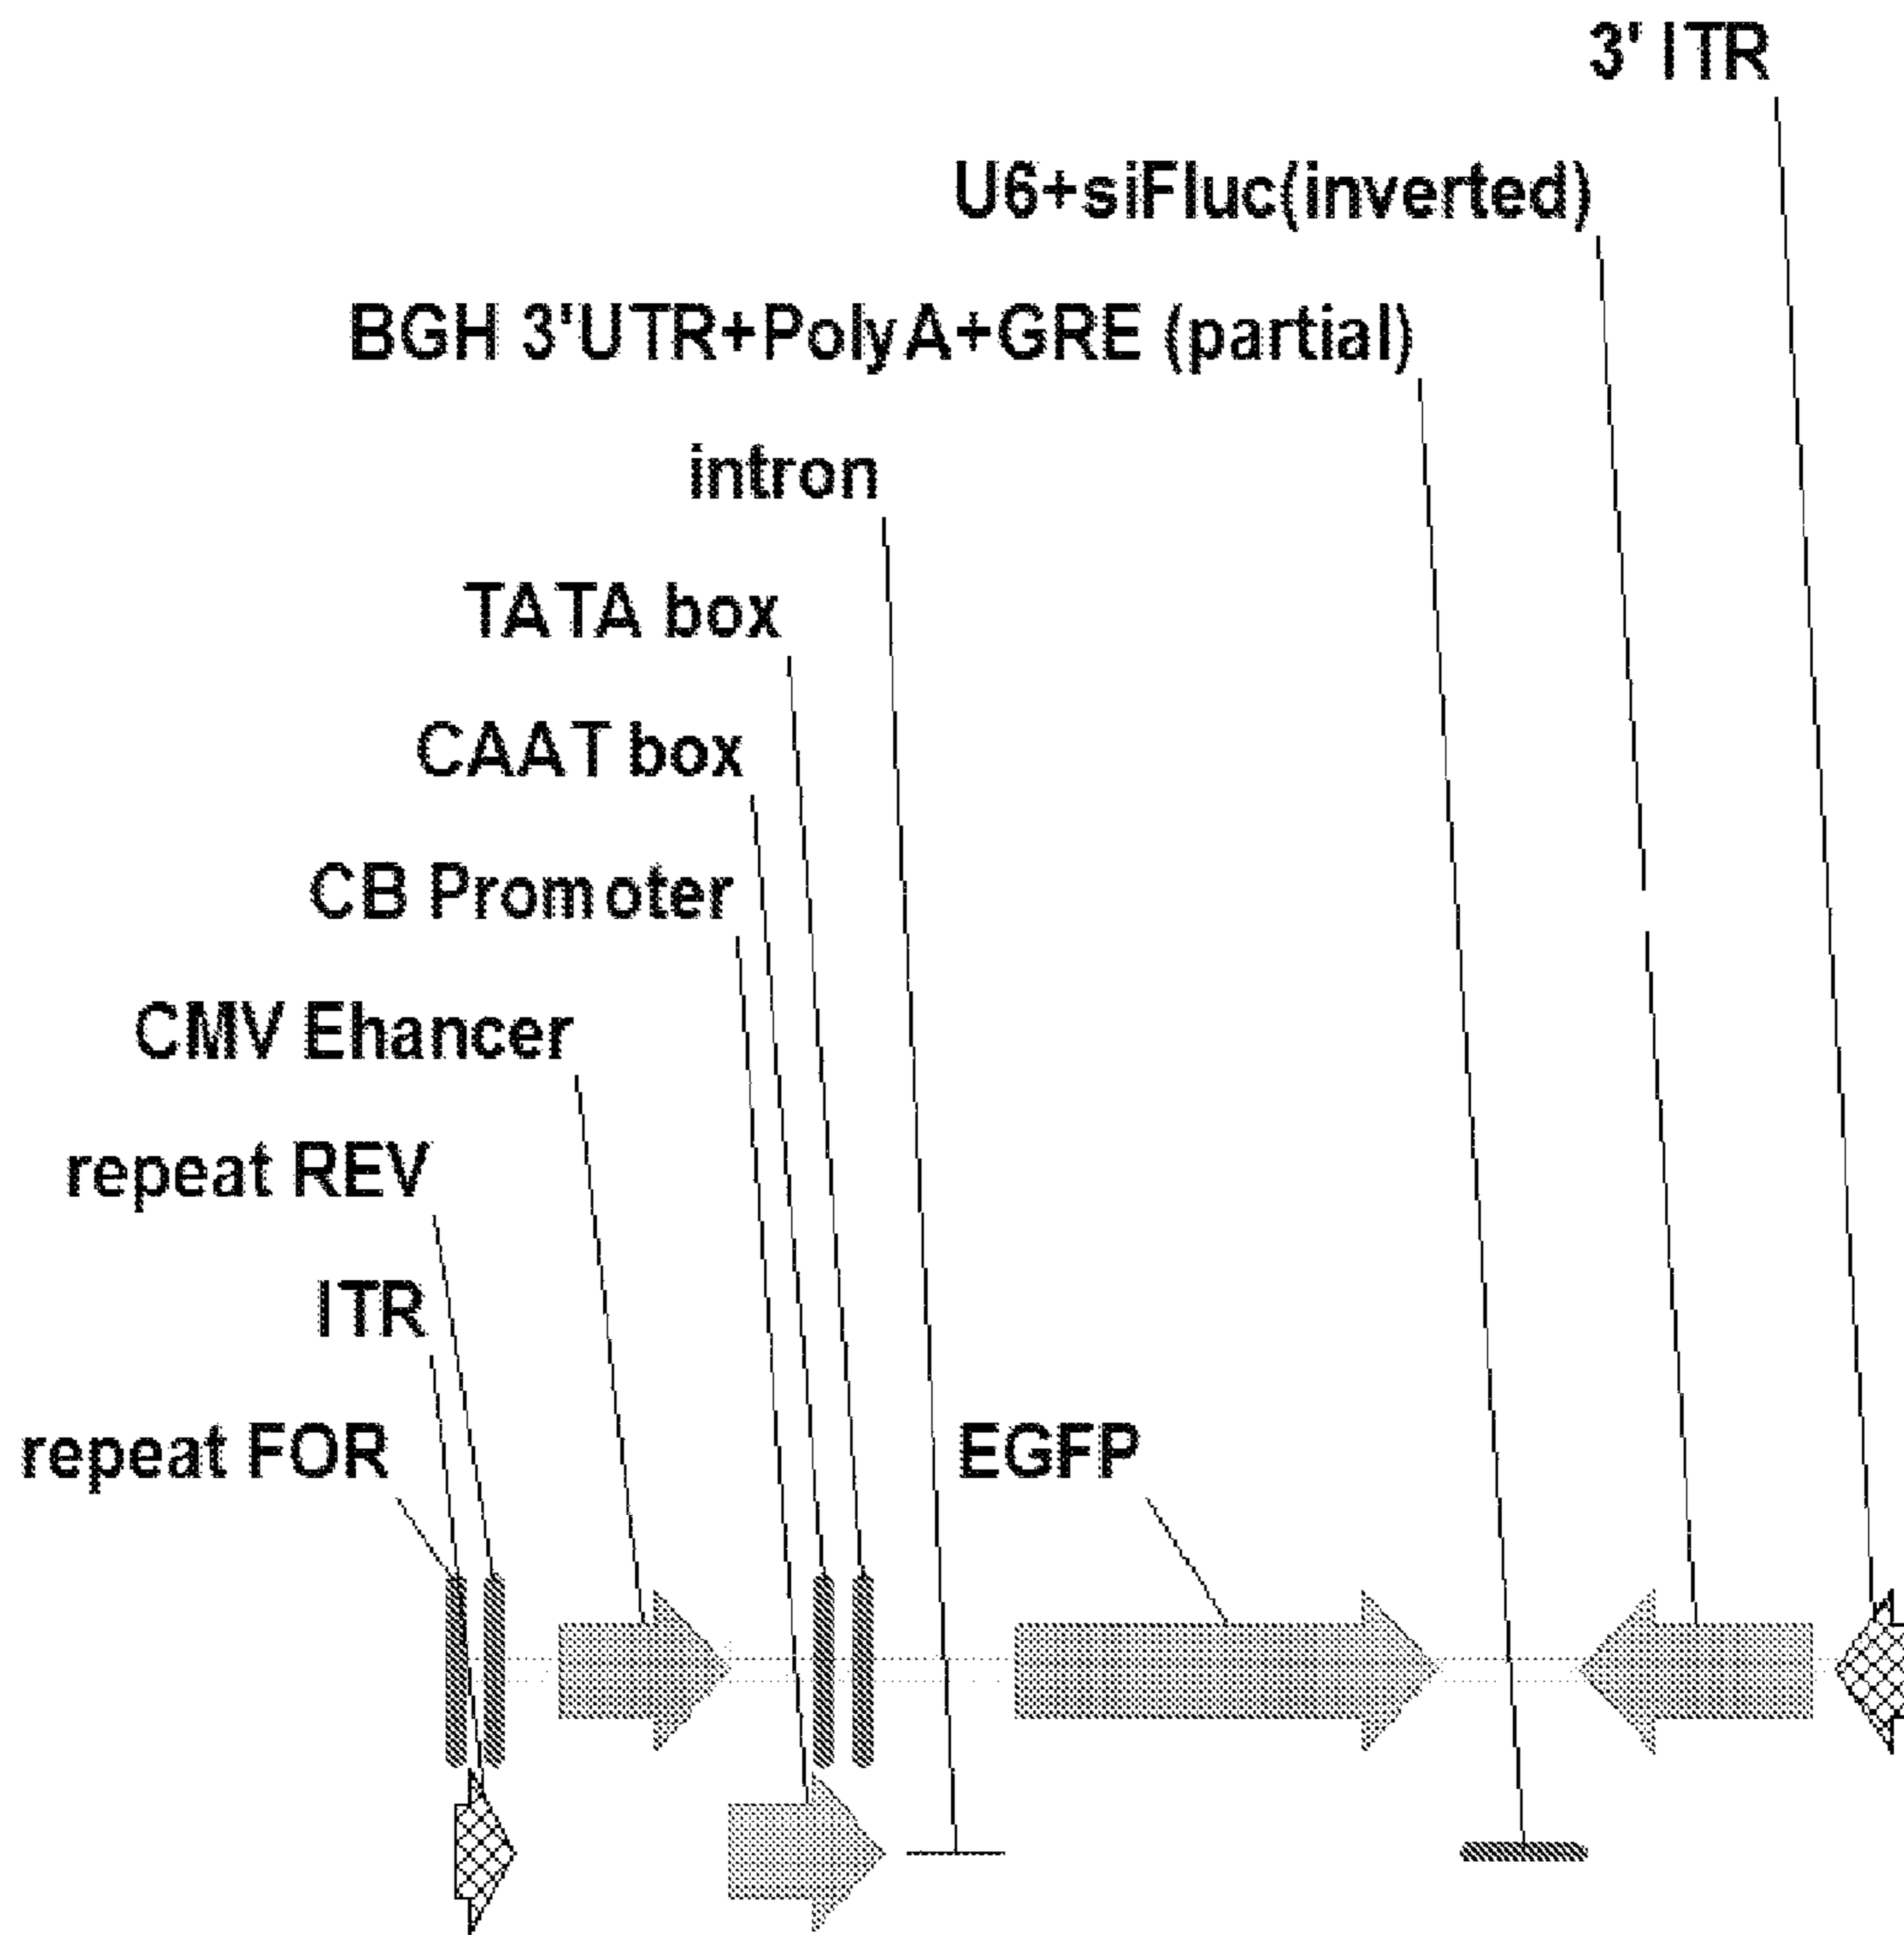 3' ITR
U6+siFluc(inverted)
BGH 3'UTR+PolyA+GRE (partial)
intron
TATA box
CAAT box
CB Promoter
CMV Ehancer
repeat REV
ITR
repeat FOR
EGFP